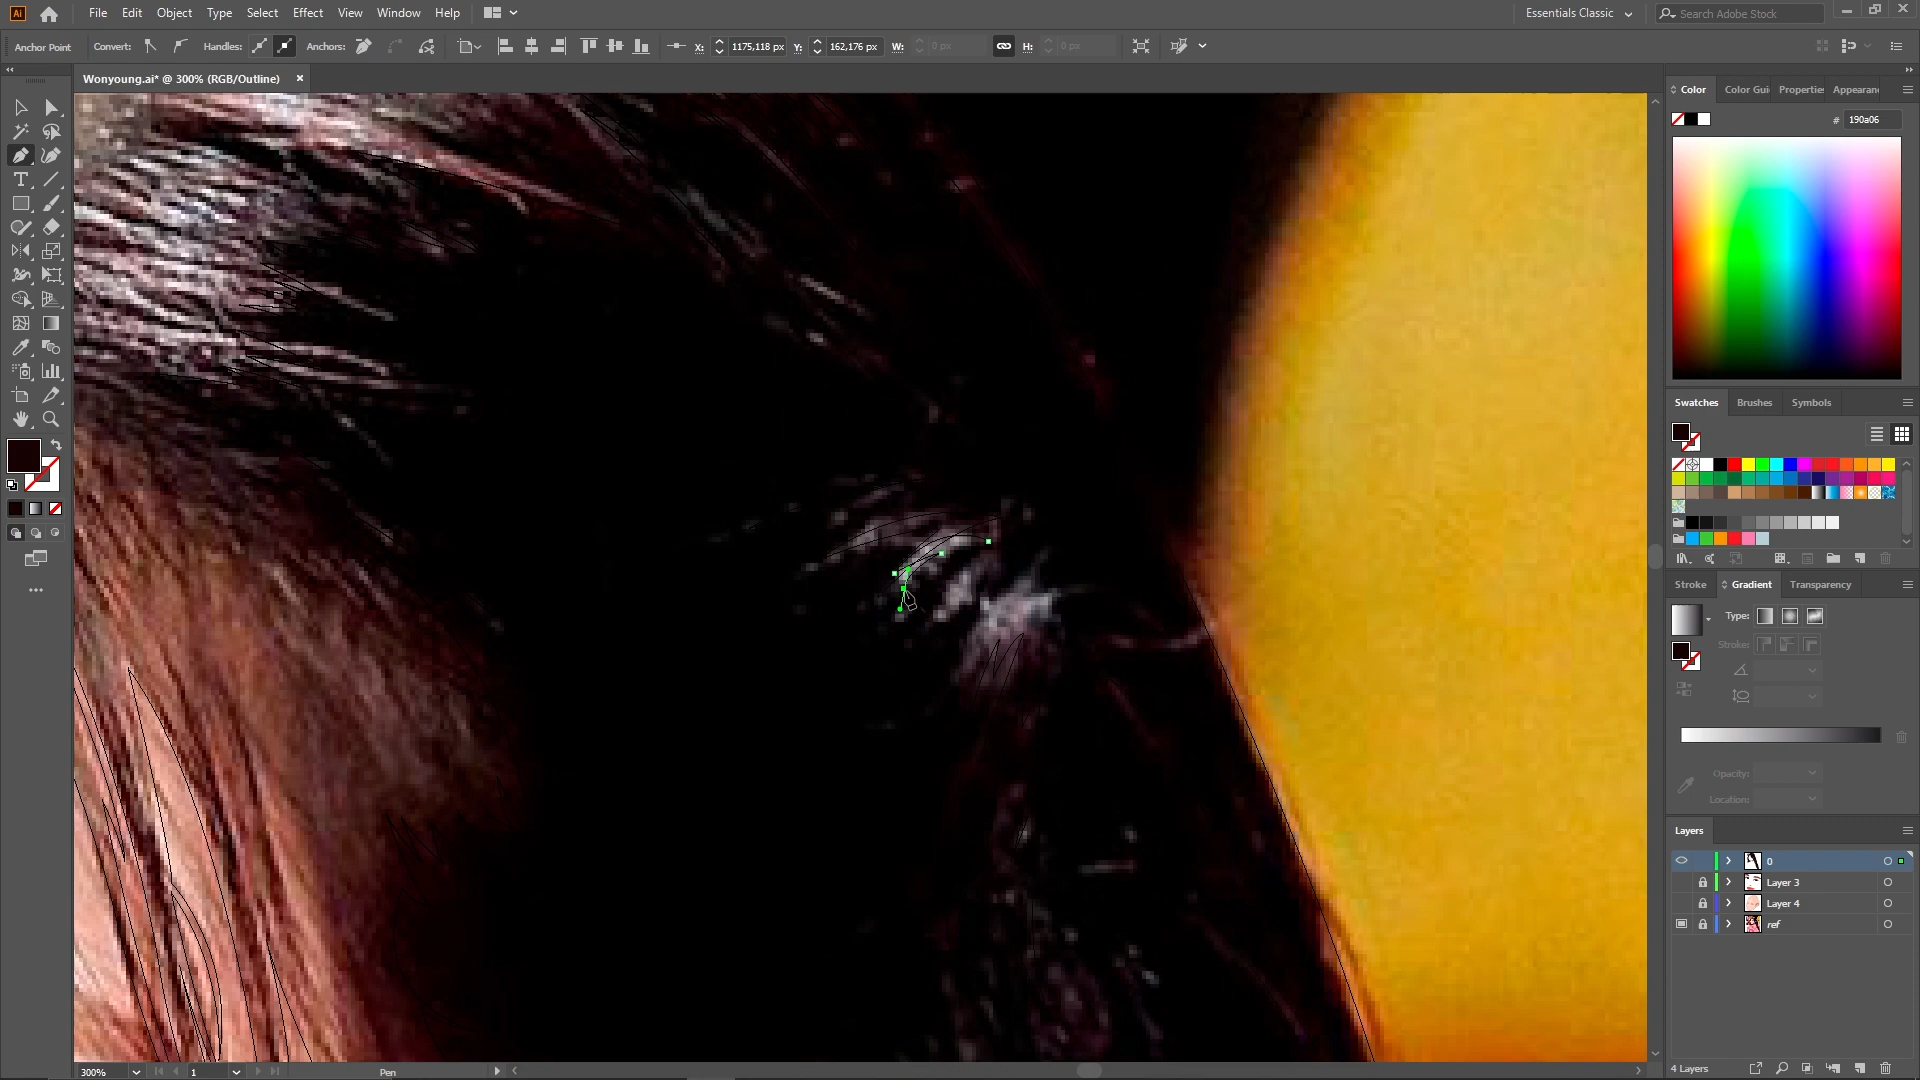 Ai File Edit Object Type Select Effect View Window Help Essentials Classic Search Adobe Stock
Anchor Point Convert: Handles: Anchors: X: 1175,118 px Y: 162,176 px W: 0 px H: 0 px
Wonyoung.ai* @ 300% (RGB/Outline) ×
Color Color Gui Properties Appearan
# 190a06
Swatches Brushes Symbols
Stroke Gradient Transparency
Type:
Stroke:
Opacity:
Location:
Layers
0
Layer 3
Layer 4
ref
4 Layers
300% 1 Pen